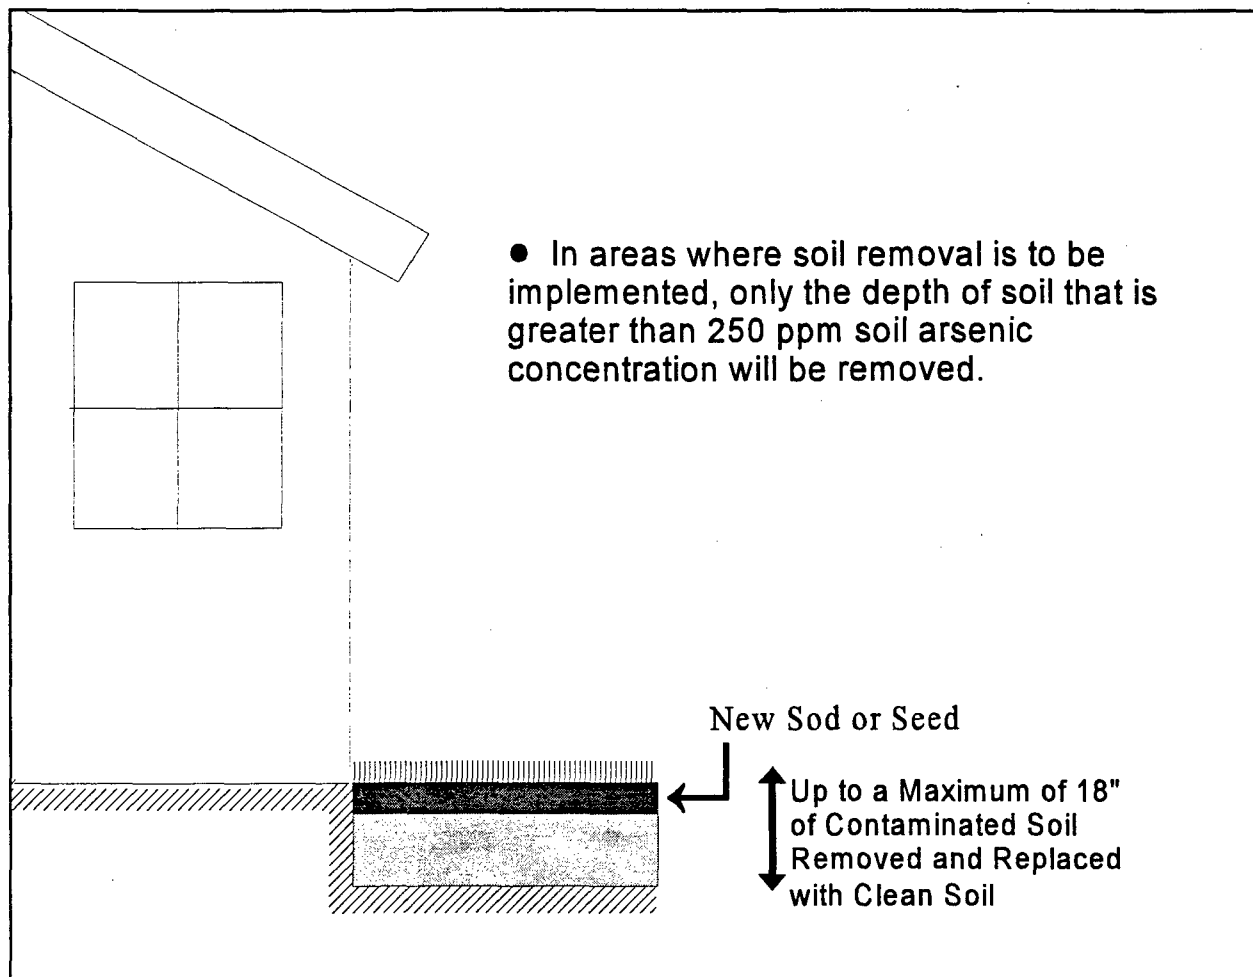 ● In areas where soil removal is to be
implemented, only the depth of soil that is
greater than 250 ppm soil arsenic
concentration will be removed.
New Sod or Seed
Up to a Maximum of 18"
of Contaminated Soil
Removed and Replaced
with Clean Soil